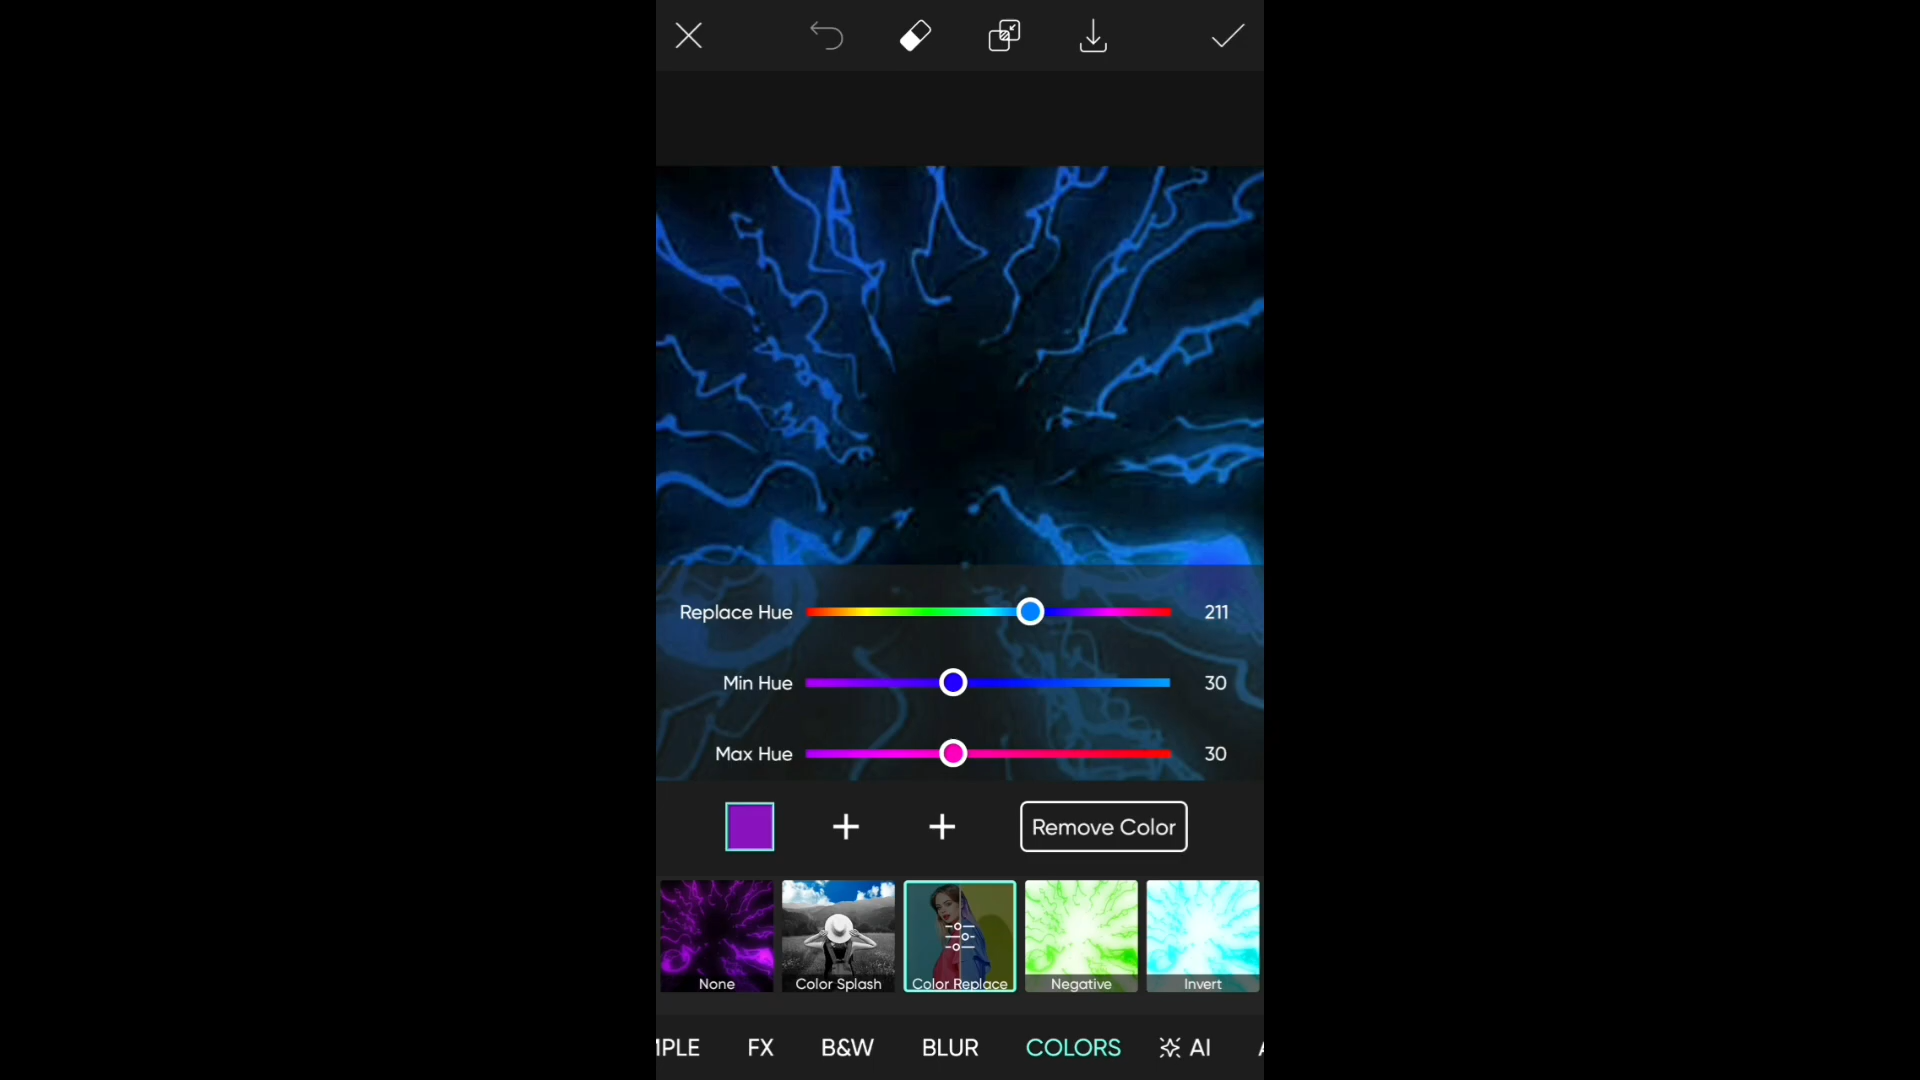 Replace Hue 211
Min Hue 30
Max Hue 30
+ +
Remove Color
None Color Splash Color Replace Negative Invert
MPLE FX B&W BLUR COLORS AI